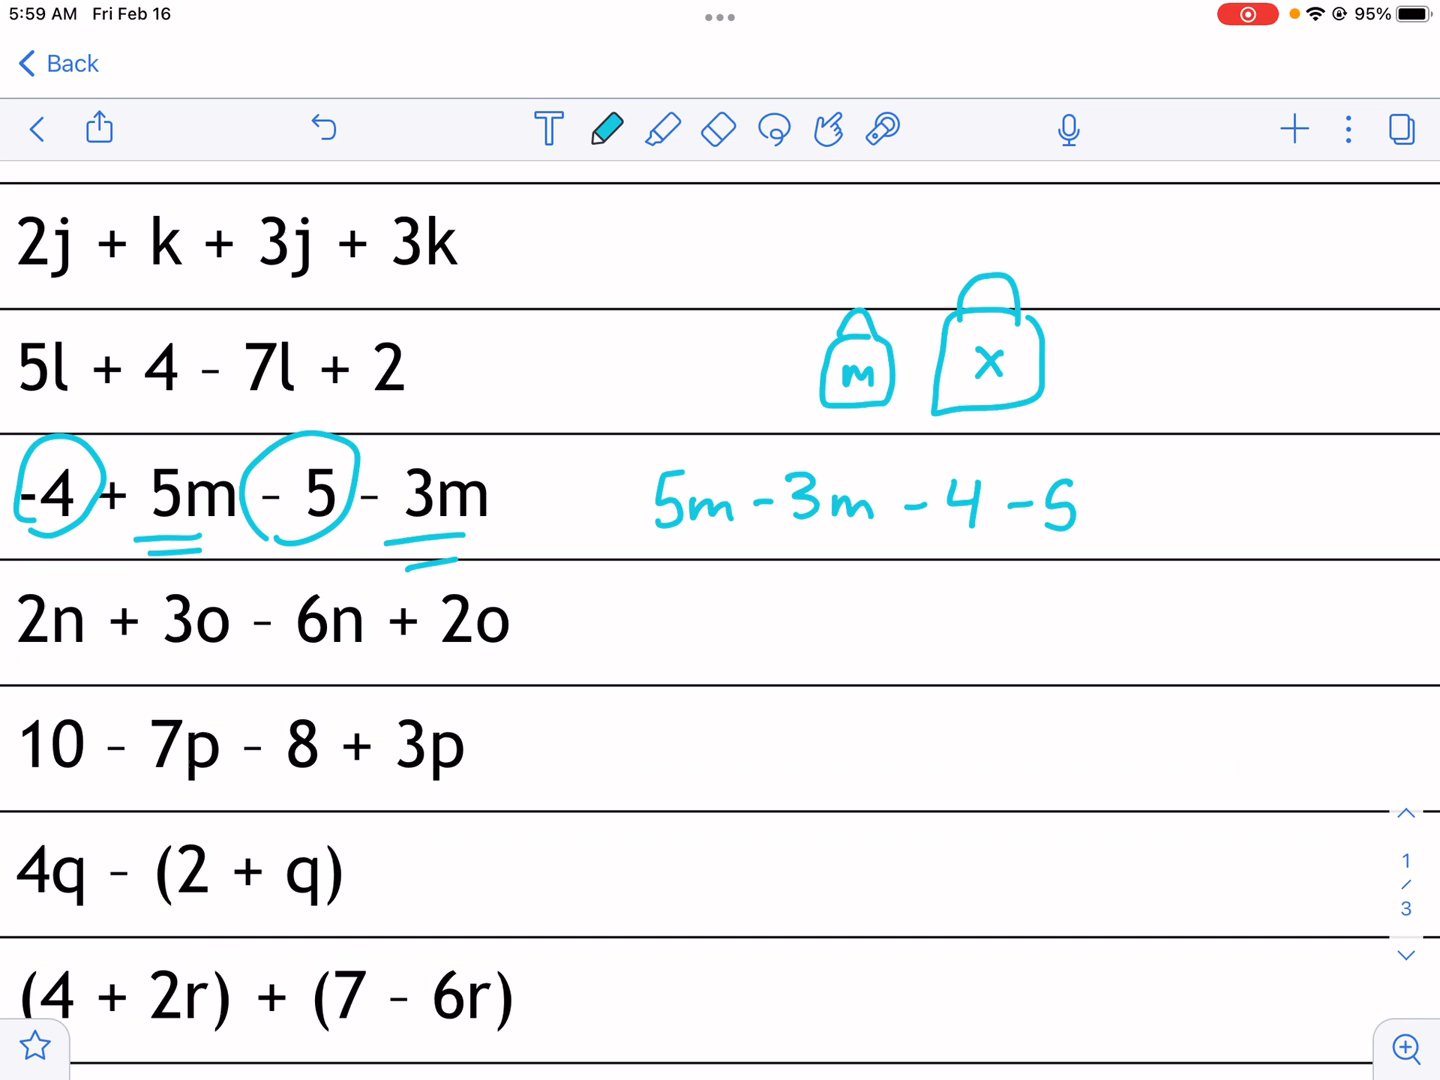 5:59 AM Fri Feb 16
95%
Back
2j + k + 3j + 3k
5l + 4 - 7l + 2
m
x
-4 + 5m - 5 - 3m
5m - 3m - 4 - 5
2n + 3o - 6n + 2o
10 - 7p - 8 + 3p
4q - (2 + q)
1
/
3
(4 + 2r) + (7 - 6r)